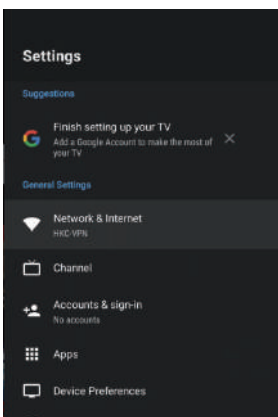 Settings
Suggestions
Finish setting up your TV
Add a Google Account to make the most of
your TV
General Settings
Network & Internet
HKC-VPN
Channel
Accounts & sign-in
No accounts
Apps
Device Preferences